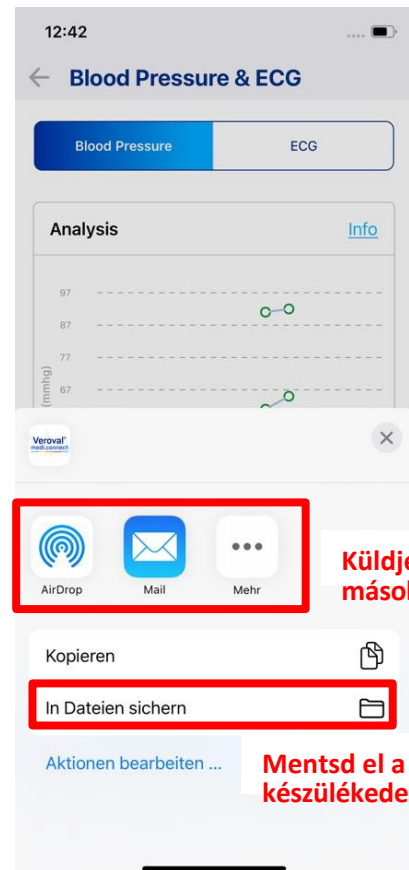 12:42
Blood Pressure & ECG
Blood Pressure
ECG
Analysis
Info
97
87
77
67
(mmhg)
Veroval®
medi.connect
AirDrop
Mail
Mehr
Küldje
másol
Kopieren
In Dateien sichern
Aktionen bearbeiten ...
Mentsd el a
készülékede